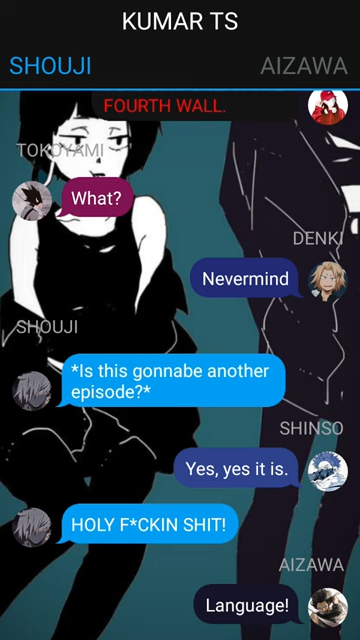 KUMAR TS
SHOUJI
AIZAWA
FOURTH WALL.
TOKOYAMI
What?
DENKI
Nevermind
SHOUJI
*Is this gonnabe another
episode?*
SHINSO
Yes, yes it is.
HOLY F*CKIN SHIT!
AIZAWA
Language!